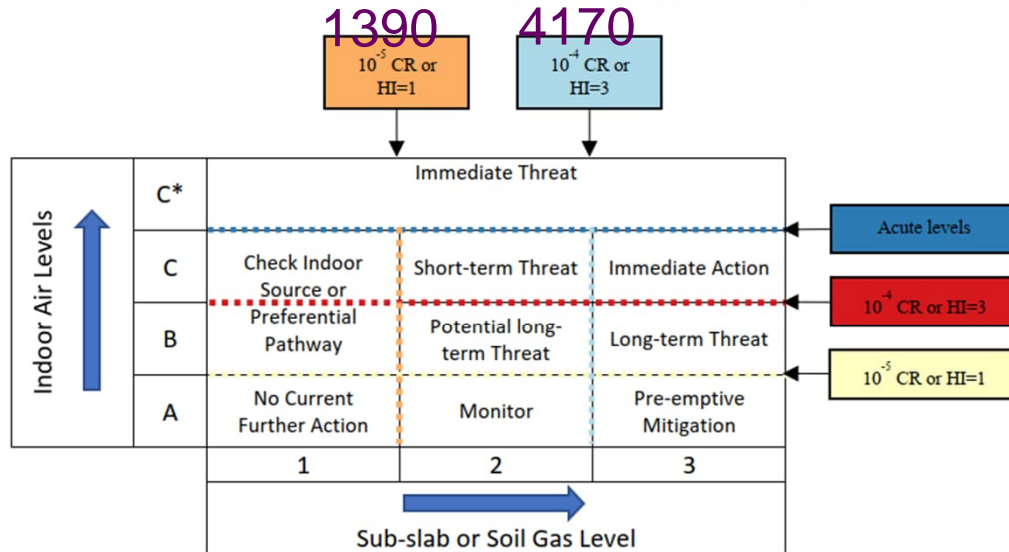 1390 4170
10⁻⁵ CR or
HI=1
10⁻⁴ CR or
HI=3
Immediate Threat
C*
Acute levels
Indoor Air Levels
C
Check Indoor
Source or
Preferential
Pathway
Short-term Threat
Immediate Action
10⁻⁴ CR or HI=3
B
Potential long-
term Threat
Long-term Threat
10⁻⁵ CR or HI=1
A
No Current
Further Action
Monitor
Pre-emptive
Mitigation
1 2 3
Sub-slab or Soil Gas Level